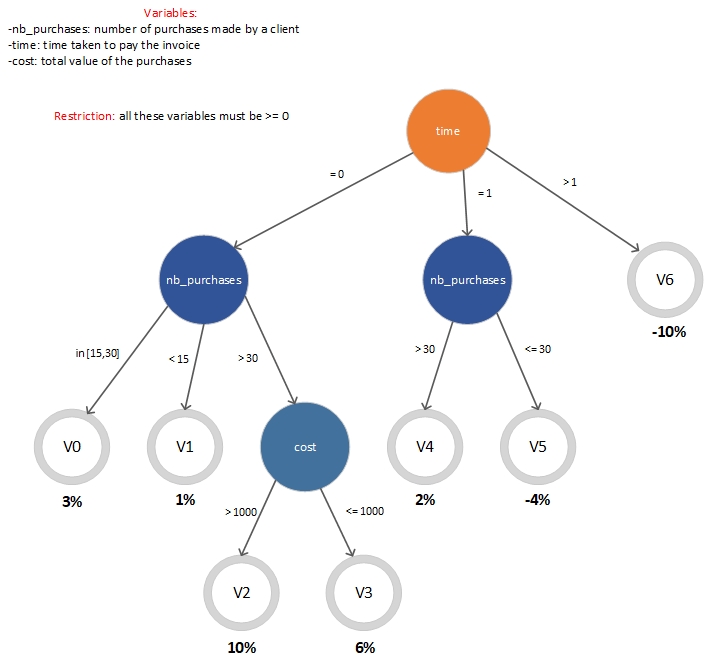 Variables:
-nb_purchases: number of purchases made by a client
-time: time taken to pay the invoice
-cost: total value of the purchases
Restriction: all these variables must be >= 0
time
= 0
= 1
> 1
nb_purchases
nb_purchases
V6
-10%
in [15,30]
< 15
> 30
> 30
<= 30
V0
V1
cost
V4
V5
3%
1%
2%
-4%
> 1000
<= 1000
V2
V3
10%
6%